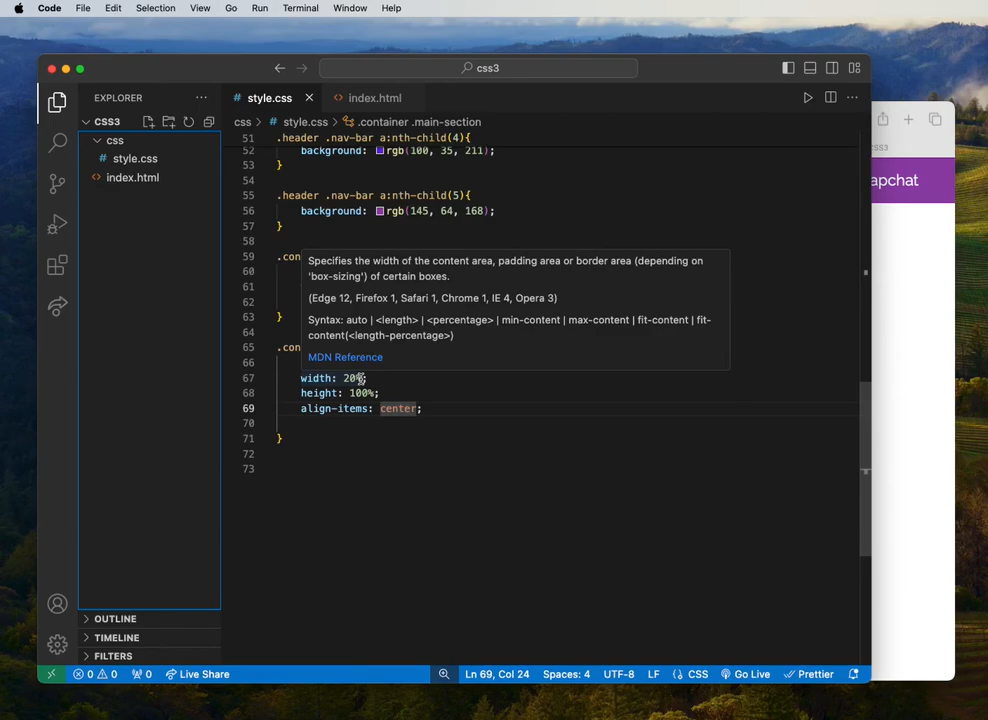 Code File Edit Selection View Go Run Terminal Window Help
css3
EXPLORER
style.css
index.html
CSS3
css > # style.css > .container .main-section
css
# style.css
<> index.html
51 .header .nav-bar a:nth-child(4){
52 background: rgb(100, 35, 211);
53 }
54
55 .header .nav-bar a:nth-child(5){
56 background: rgb(145, 64, 168);
57 }
58
59 .con
60
61
62
63 }
64
65 .con
66
Specifies the width of the content area, padding area or border area (depending on
'box-sizing') of certain boxes.
(Edge 12, Firefox 1, Safari 1, Chrome 1, IE 4, Opera 3)
Syntax: auto | <length> | <percentage> | min-content | max-content | fit-content | fit-
content(<length-percentage>)
MDN Reference
67 width: 20%;
68 height: 100%;
69 align-items: center;
70
71 }
72
73
OUTLINE
TIMELINE
FILTERS
0 0 0 Live Share Ln 69, Col 24 Spaces: 4 UTF-8 LF CSS Go Live Prettier
SS3
apchat